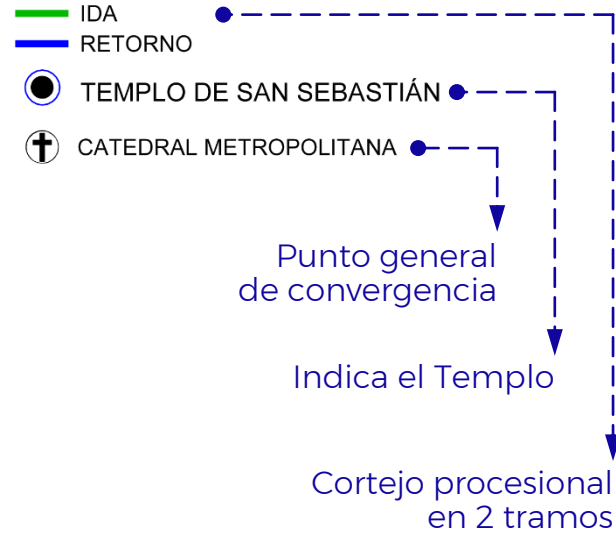 IDA
RETORNO
TEMPLO DE SAN SEBASTIÁN
CATEDRAL METROPOLITANA
Punto general
de convergencia
Indica el Templo
Cortejo procesional
en 2 tramos